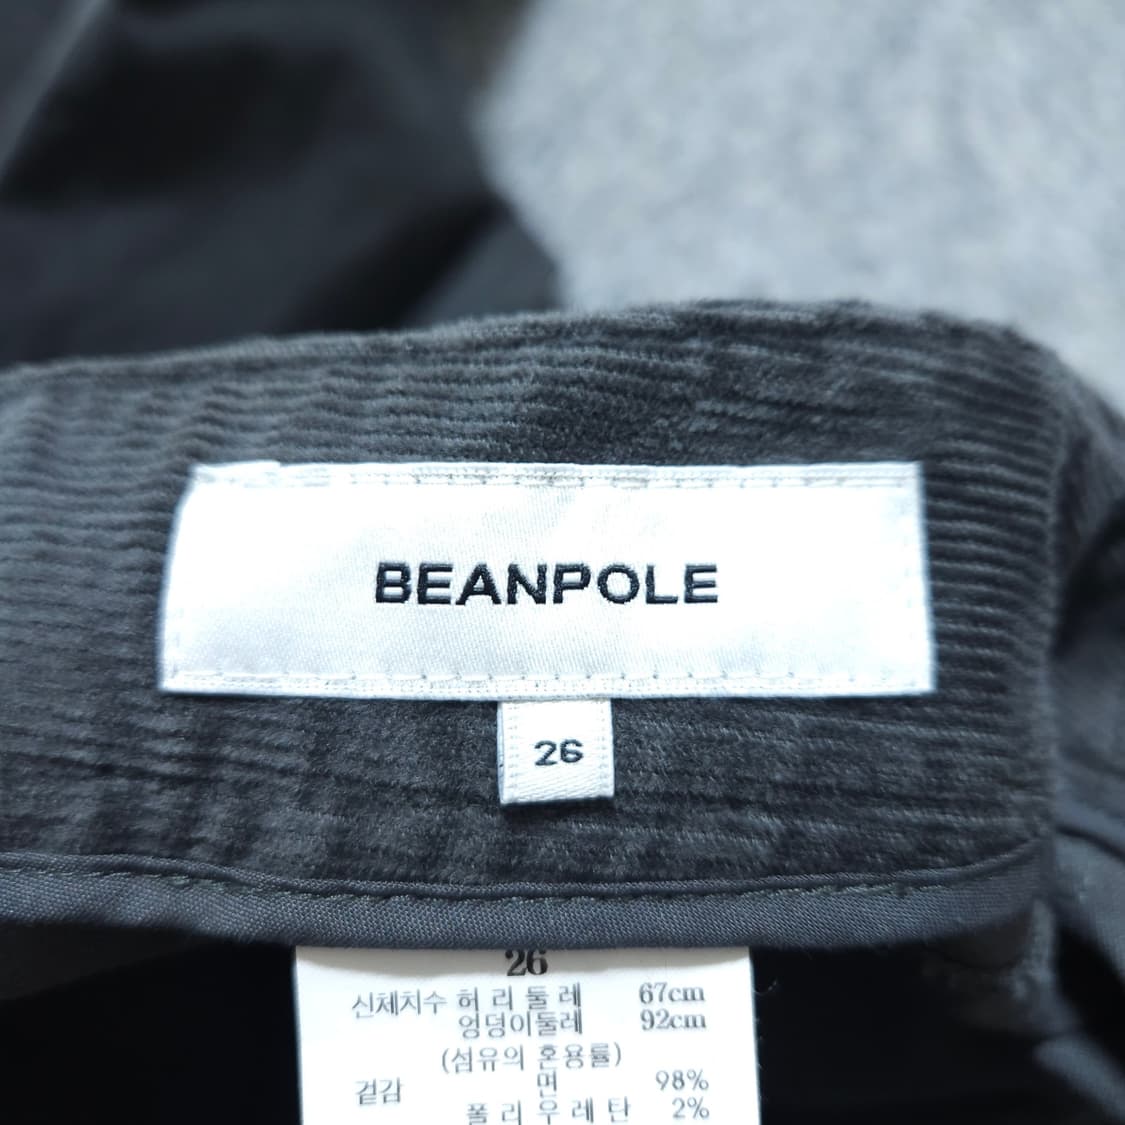 BEANPOLE
26
26
신체치수 허 리 둘 레 67cm
엉덩이둘레 92cm
(섬유의 혼용률)
겉감 면 98%
폴 리 우 레 탄 2%